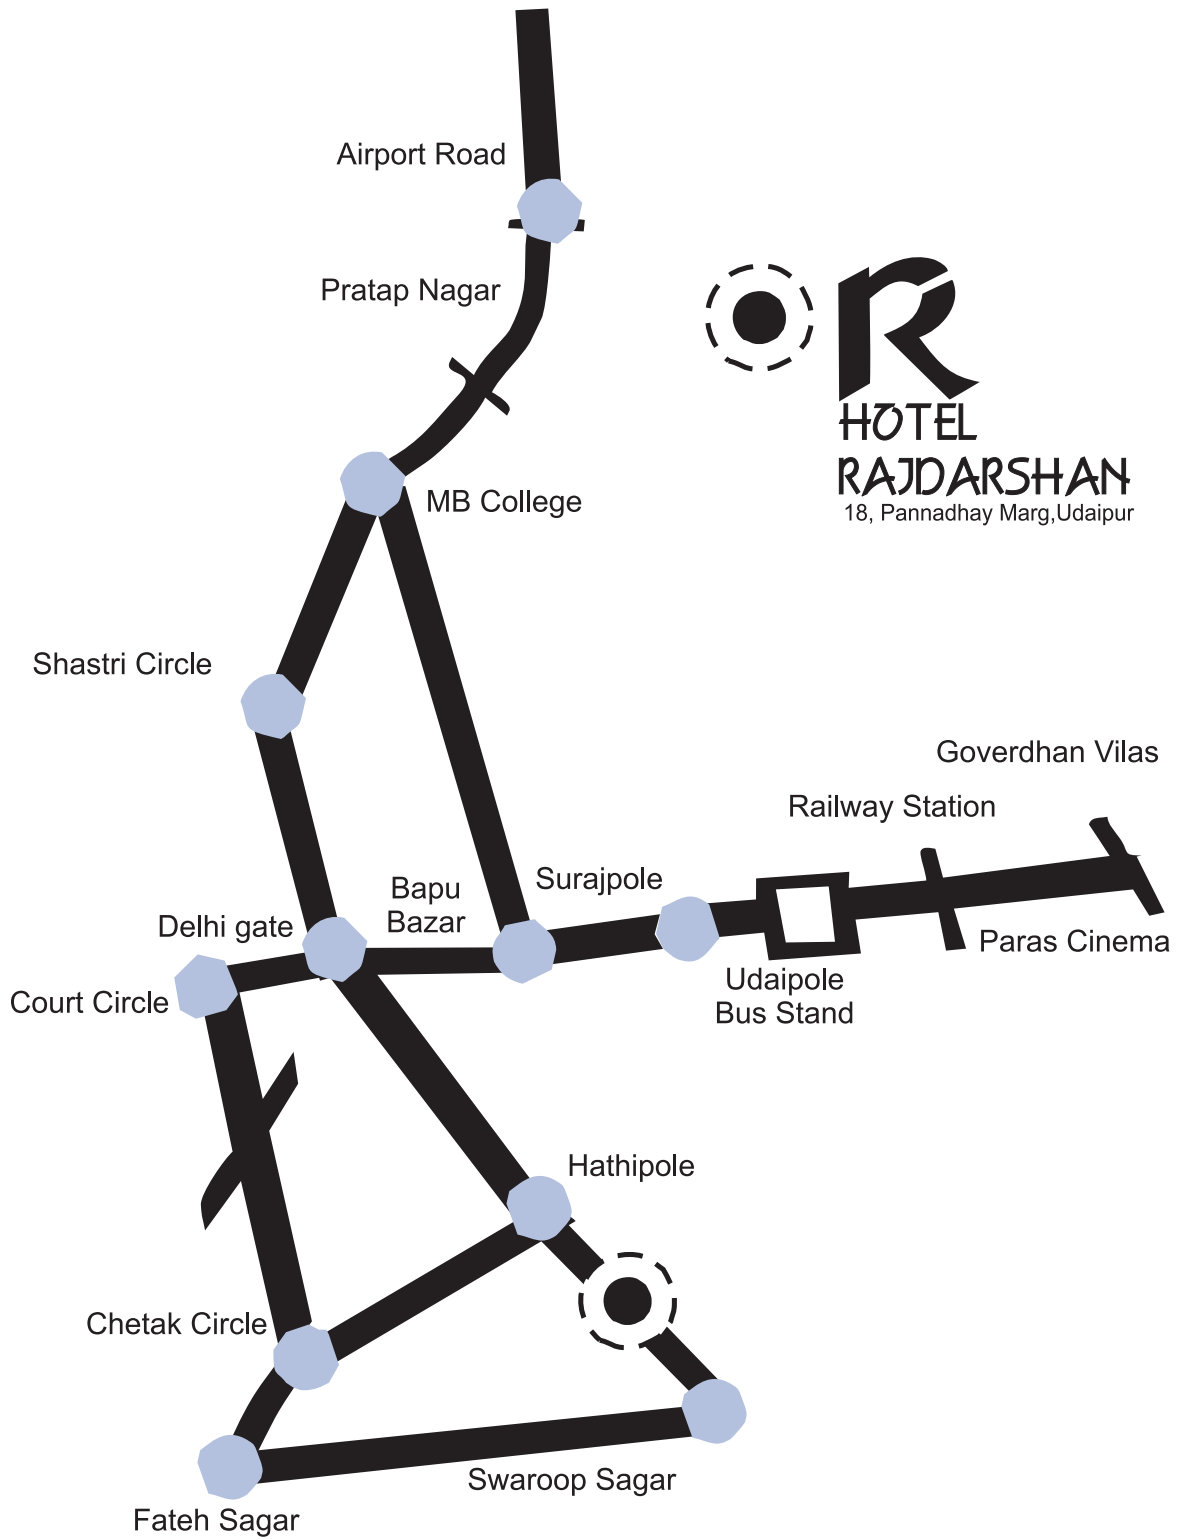 Airport Road
Pratap Nagar
HOTEL
RAJDARSHAN
18, Pannadhay Marg,Udaipur
MB College
Shastri Circle
Goverdhan Vilas
Railway Station
Surajpole
Bapu
Bazar
Delhi gate
Paras Cinema
Udaipole
Bus Stand
Court Circle
Hathipole
Chetak Circle
Swaroop Sagar
Fateh Sagar